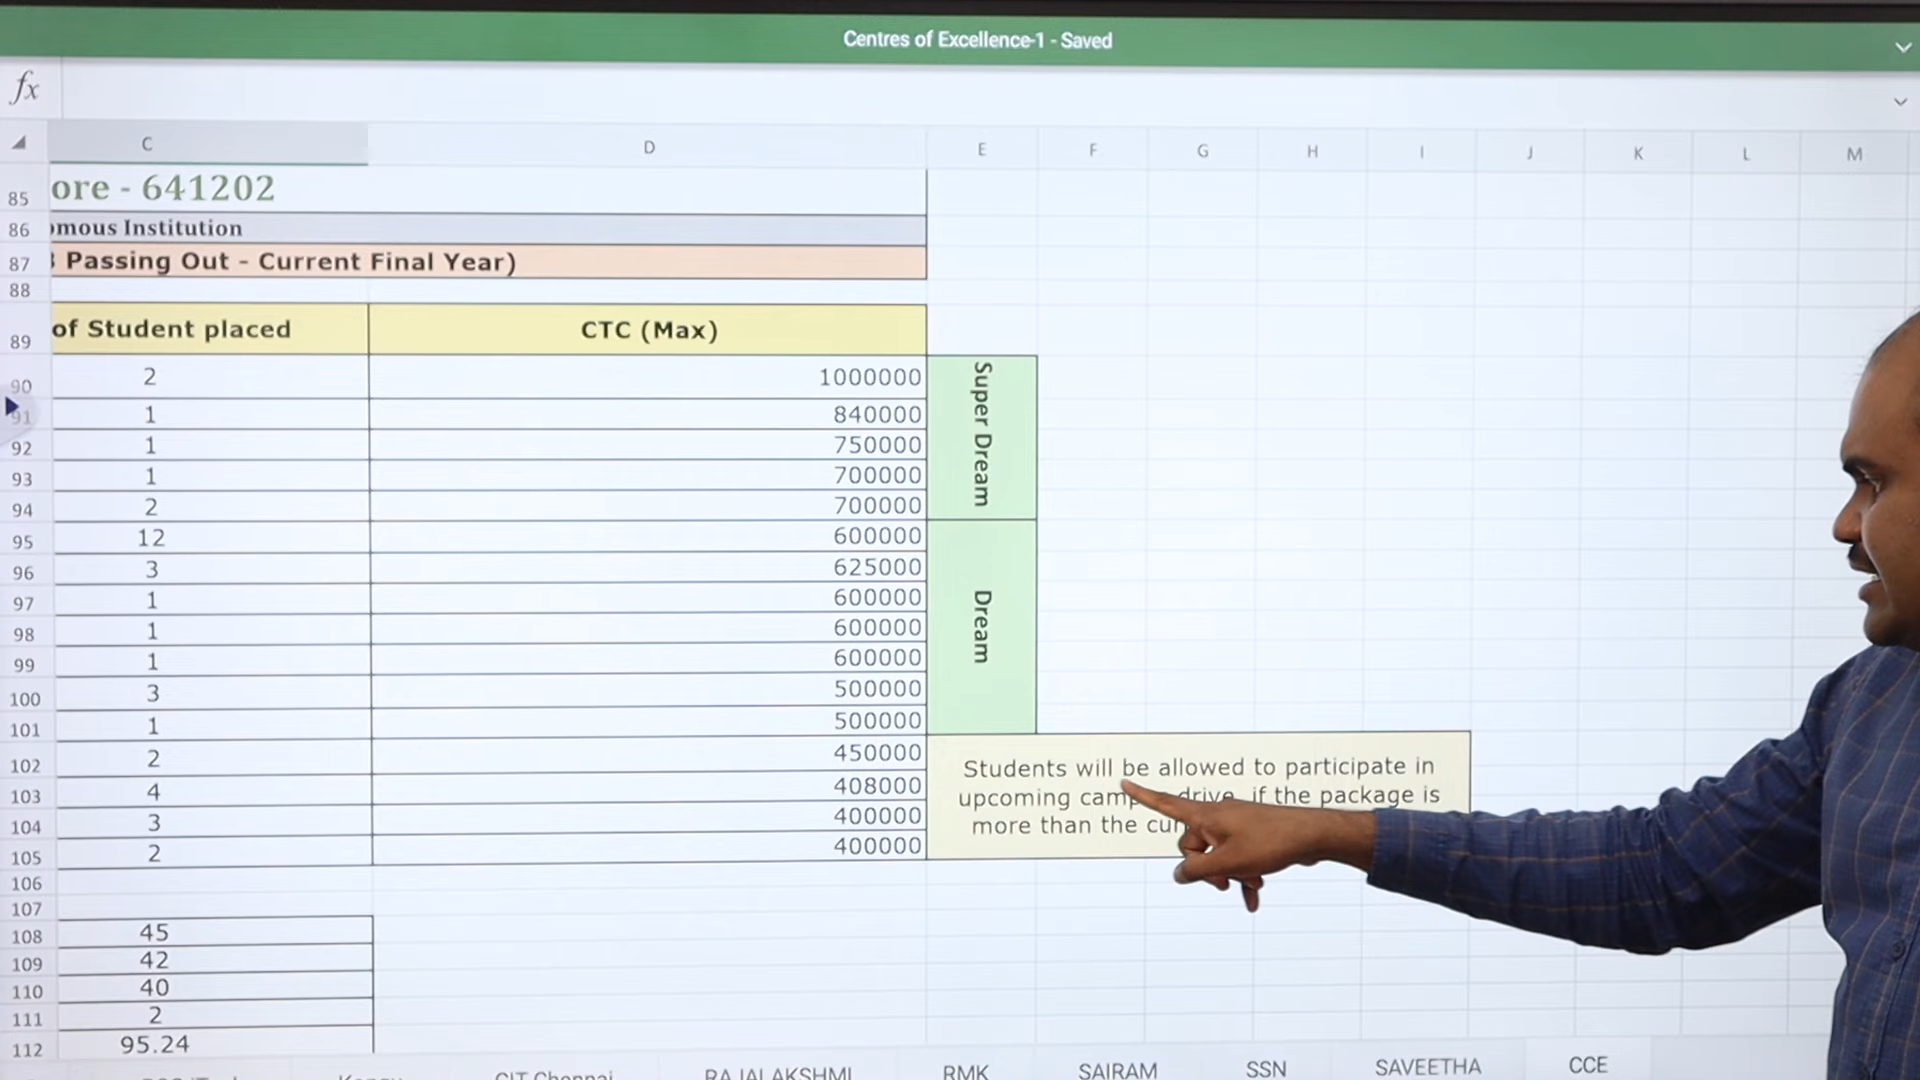 Centres of Excellence-1 - Saved
fx
C D E F G H I J K L M
85 ore - 641202
86 omous Institution
87 Passing Out - Current Final Year)
88
89 of Student placed CTC (Max)
90 2 1000000
91 1 840000
92 1 750000
93 1 700000
94 2 700000
Super Dream
95 12 600000
96 3 625000
97 1 600000
98 1 600000
99 1 600000
100 3 500000
101 1 500000
Dream
102 2 450000
103 4 408000
104 3 400000
105 2 400000
Students will be allowed to participate in
upcoming drive, if the package is
more than the
106
107
108 45
109 42
110 40
111 2
112 95.24
CIT Chennai RAJALAKSHMI RMK SAIRAM SSN SAVEETHA CCE